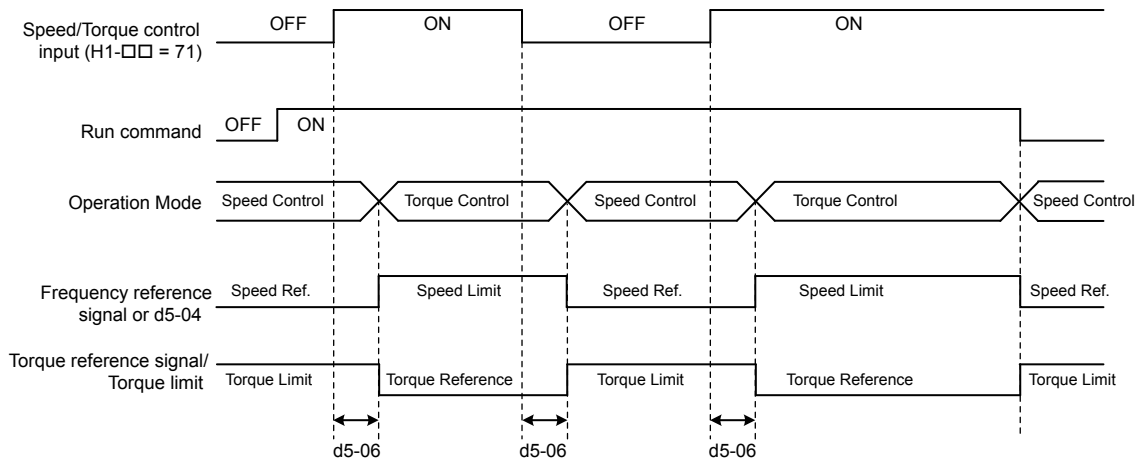 Speed/Torque control
input (H1-□□ = 71)
OFF ON OFF ON
Run command
OFF ON
Operation Mode
Speed Control Torque Control Speed Control Torque Control Speed Control
Frequency reference
signal or d5-04
Speed Ref. Speed Limit Speed Ref. Speed Limit Speed Ref.
Torque reference signal/
Torque limit
Torque Limit Torque Reference Torque Limit Torque Reference Torque Limit
d5-06 d5-06 d5-06